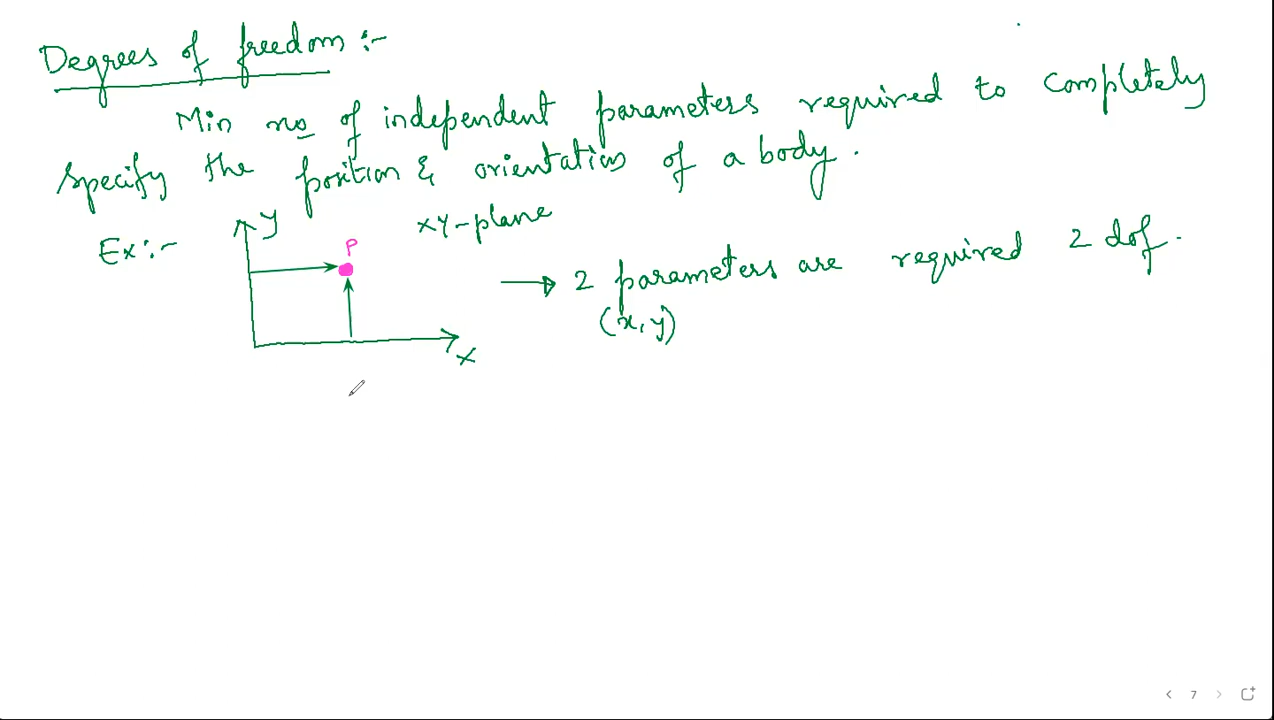 Degrees of freedom :-
Min no of independent parameters required to completely
specify the position & orientation of a body.
Ex:- Y P XY-plane
→ 2 parameters are required 2 dof.
(x, y)
X
7